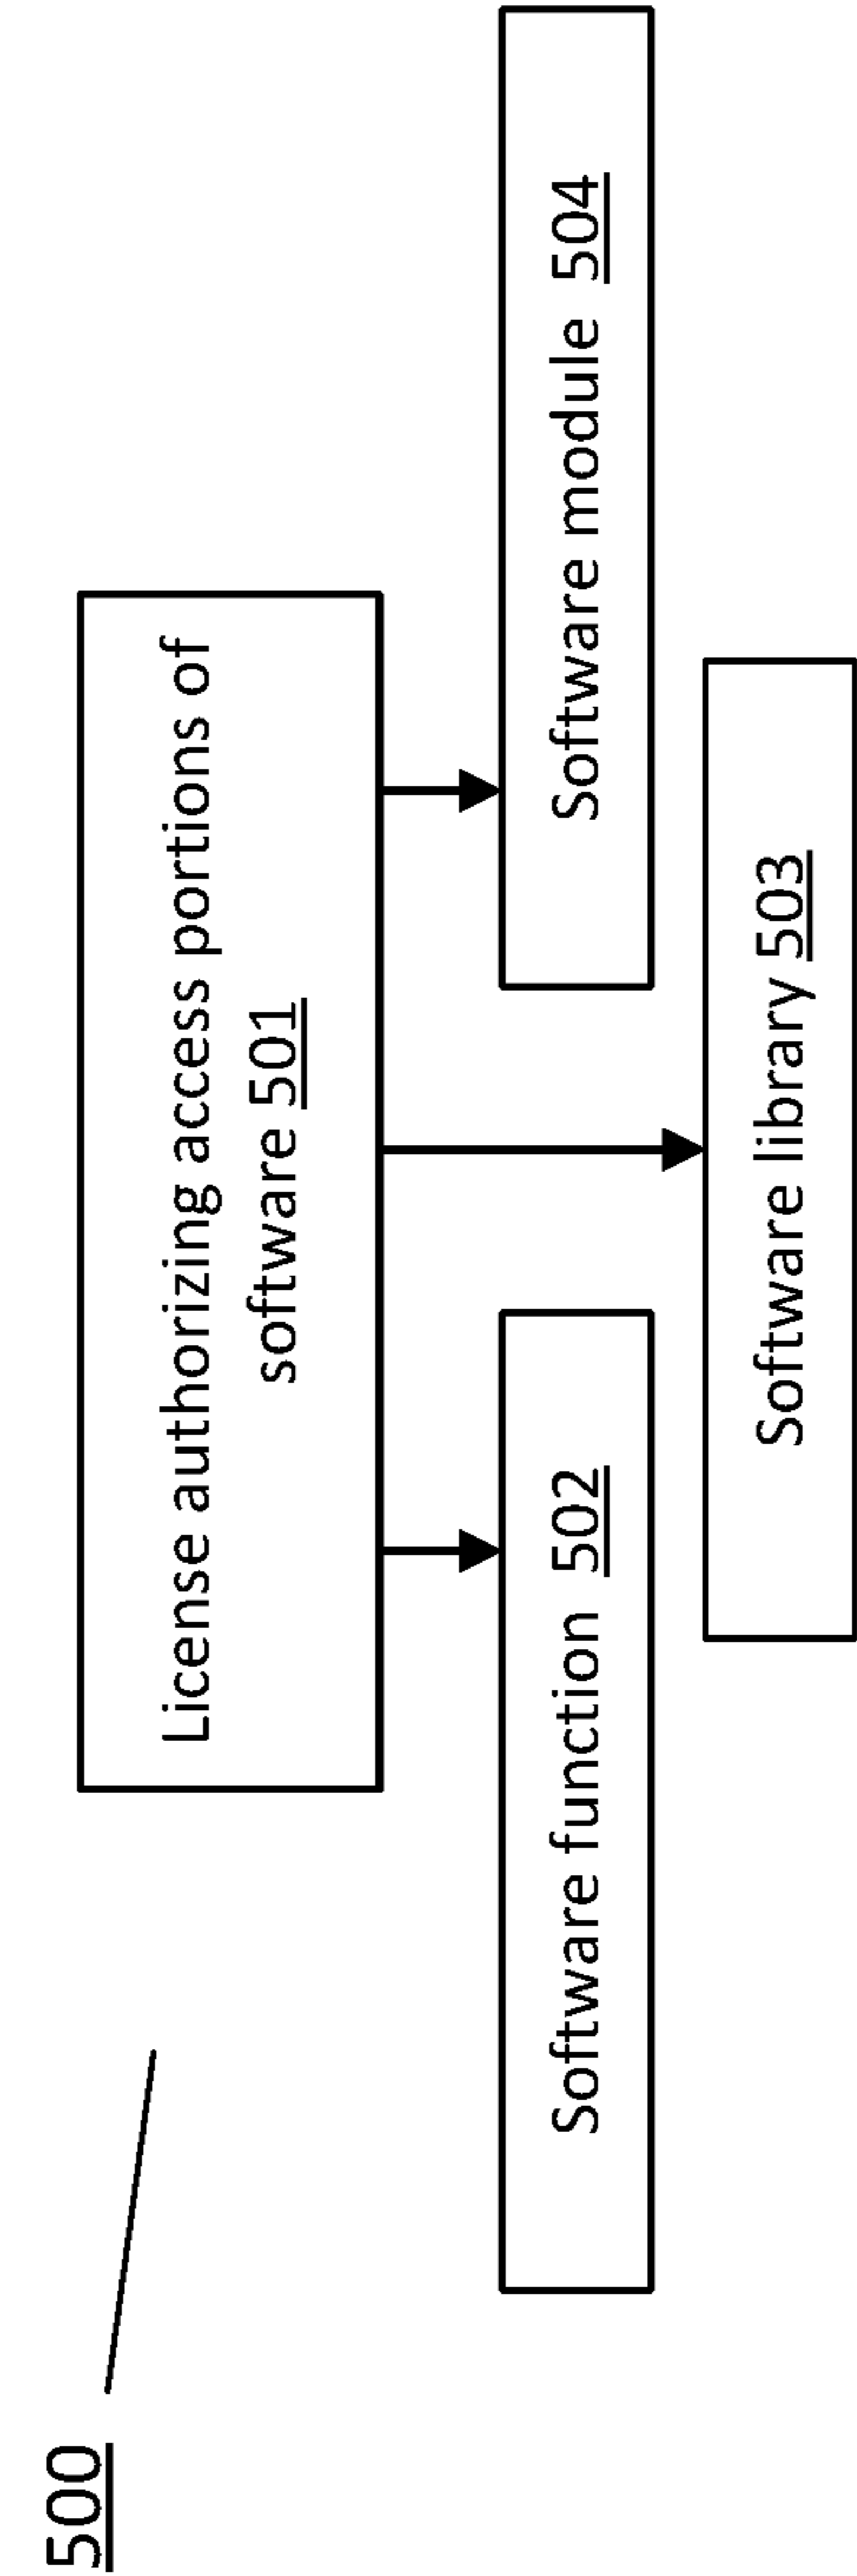 500
License authorizing access portions of
software 501
Software function 502
Software module 504
Software library 503